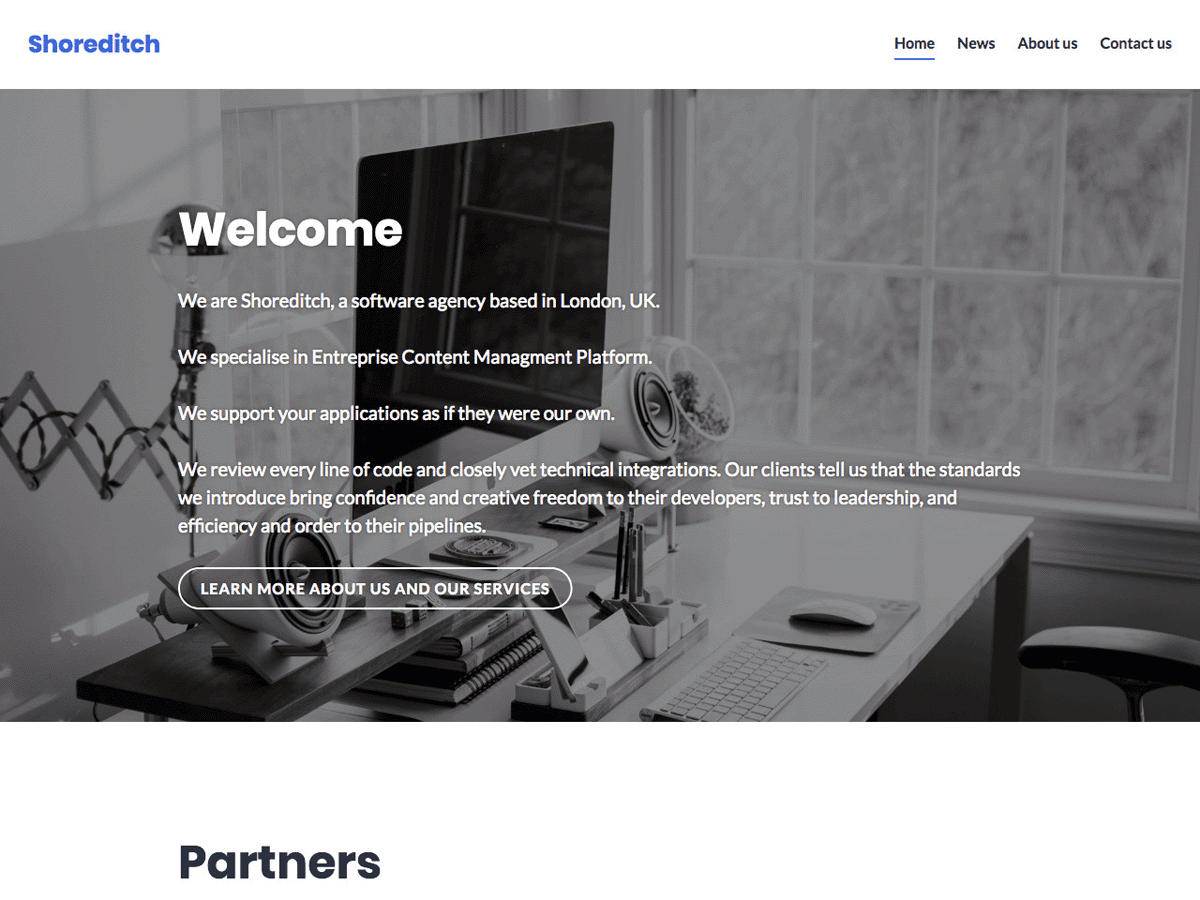 Shoreditch
Home News About us Contact us
Welcome
We are Shoreditch, a software agency based in London, UK.
We specialise in Entreprise Content Managment Platform.
We support your applications as if they were our own.
We review every line of code and closely vet technical integrations. Our clients tell us that the standards
we introduce bring confidence and creative freedom to their developers, trust to leadership, and
efficiency and order to their pipelines.
LEARN MORE ABOUT US AND OUR SERVICES
Partners